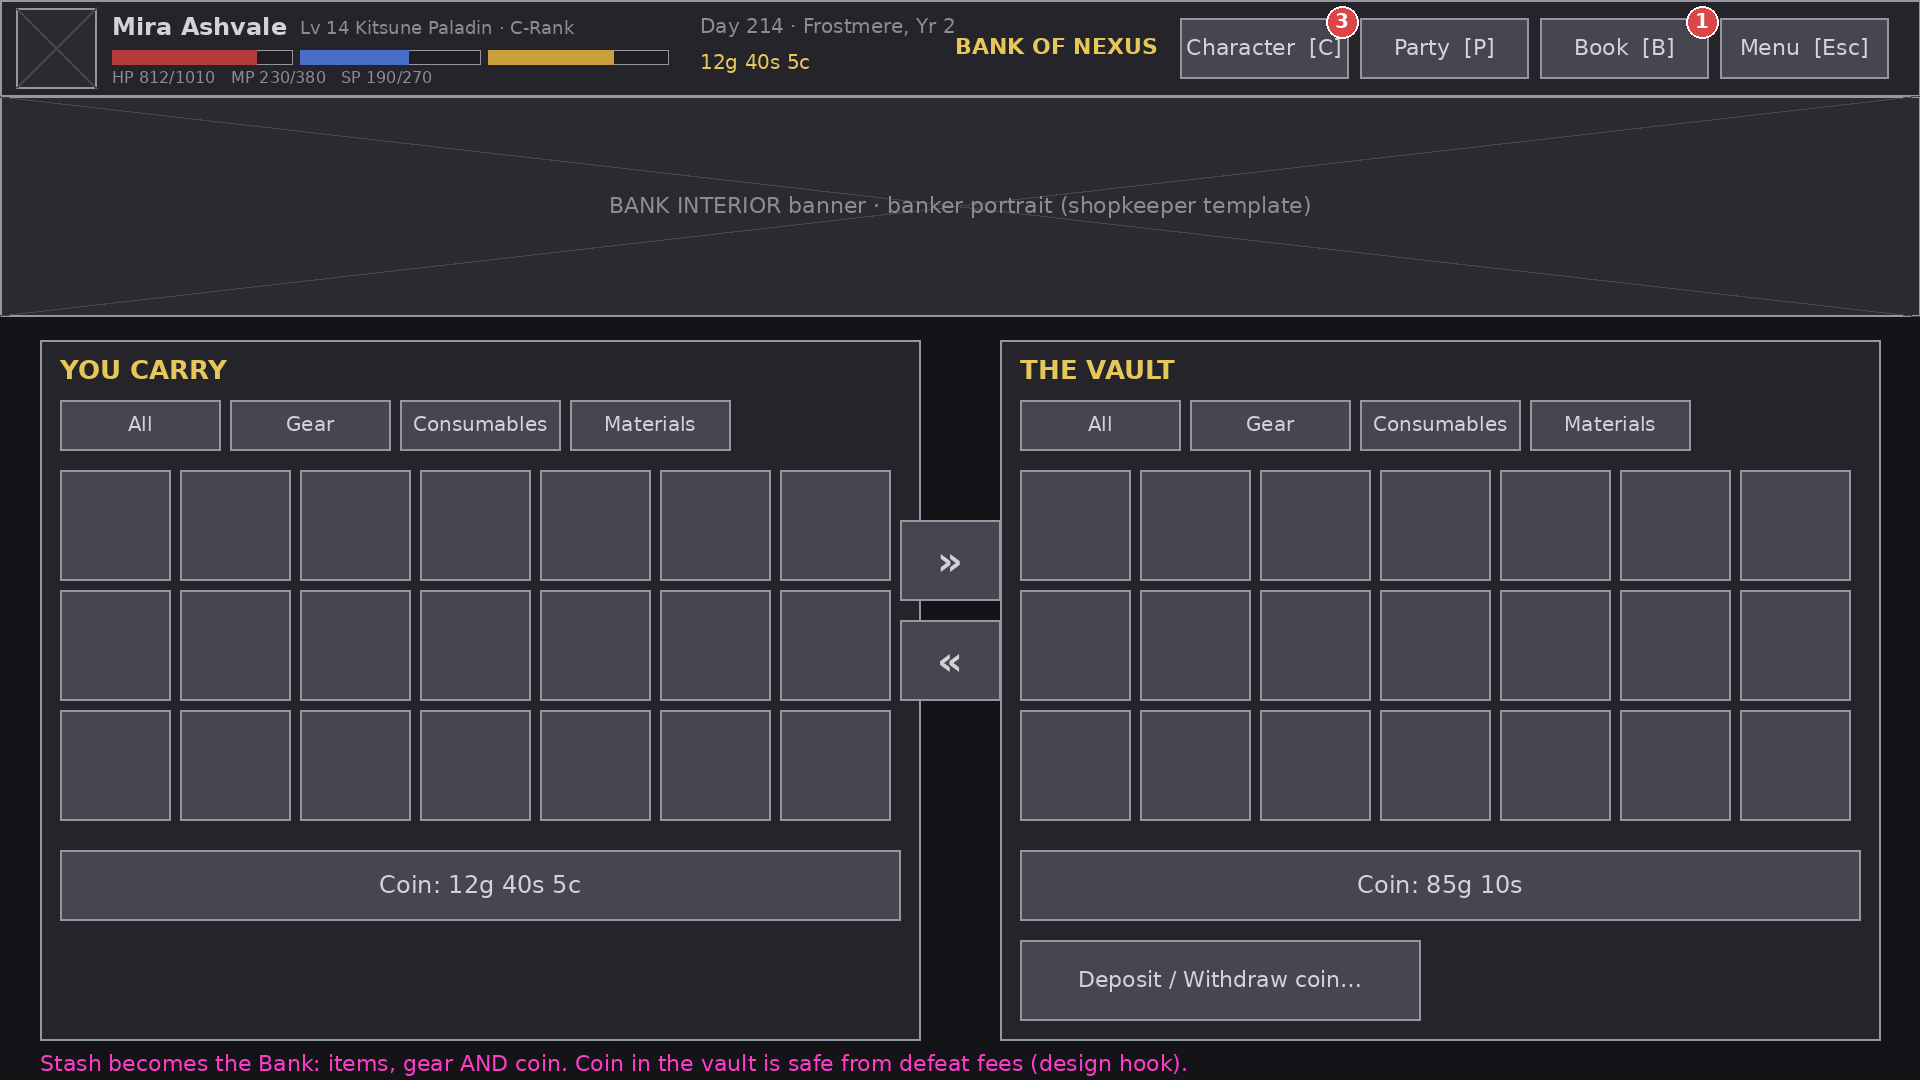 Mira Ashvale Lv 14 Kitsune Paladin · C-Rank
HP 812/1010 MP 230/380 SP 190/270
Day 214 · Frostmere, Yr 2
12g 40s 5c
BANK OF NEXUS
Character [C]
3
Party [P]
Book [B]
1
Menu [Esc]
BANK INTERIOR banner · banker portrait (shopkeeper template)
YOU CARRY
All Gear Consumables Materials
»
«
Coin: 12g 40s 5c
THE VAULT
All Gear Consumables Materials
Coin: 85g 10s
Deposit / Withdraw coin…
Stash becomes the Bank: items, gear AND coin. Coin in the vault is safe from defeat fees (design hook).